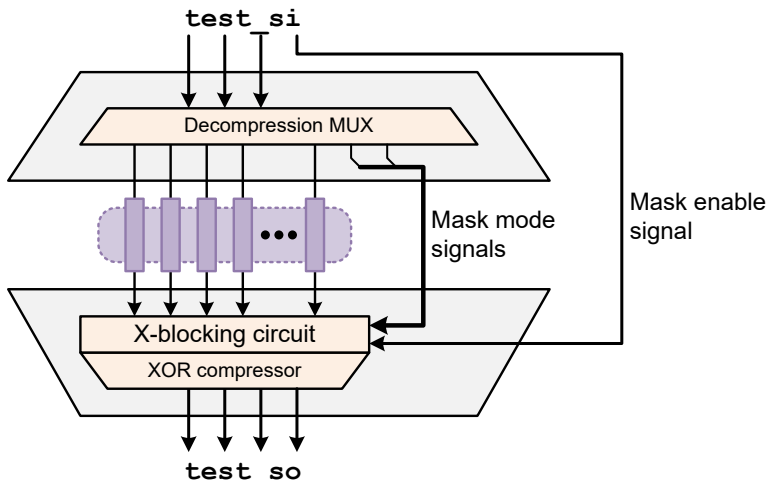 test_si
Decompression MUX
Mask mode
signals
Mask enable
signal
X-blocking circuit
XOR compressor
test so